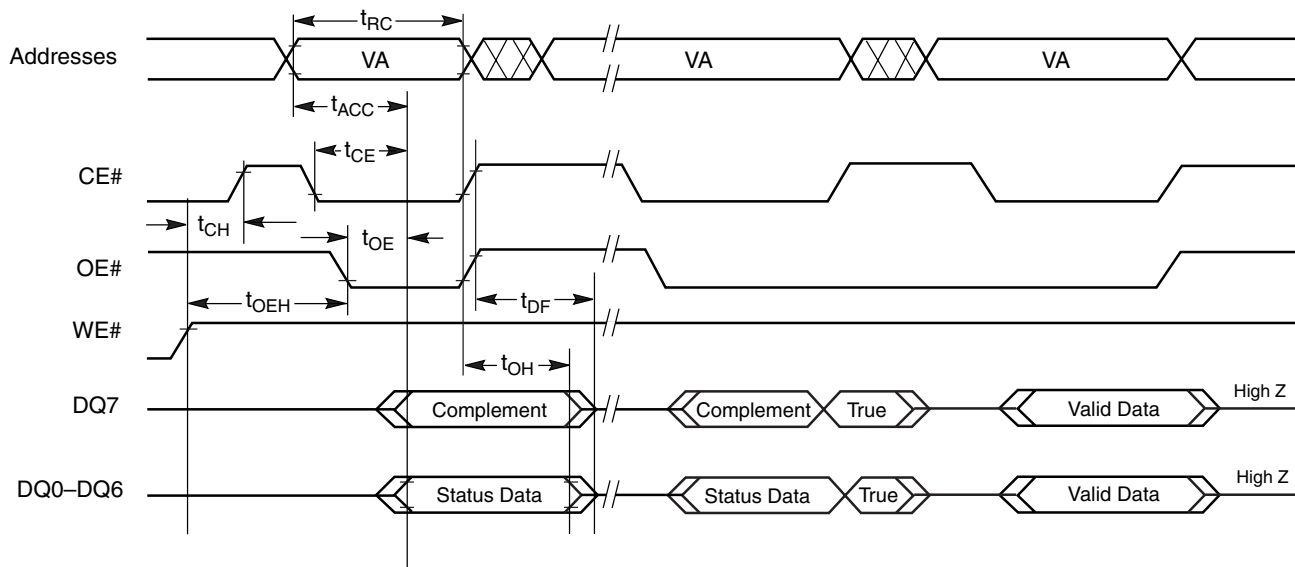 tRC
Addresses VA VA VA
tACC
tCE
CE#
tCH tOE
OE#
tOEH tDF
WE#
tOH
DQ7 Complement Complement True Valid Data High Z
DQ0–DQ6 Status Data Status Data True Valid Data High Z